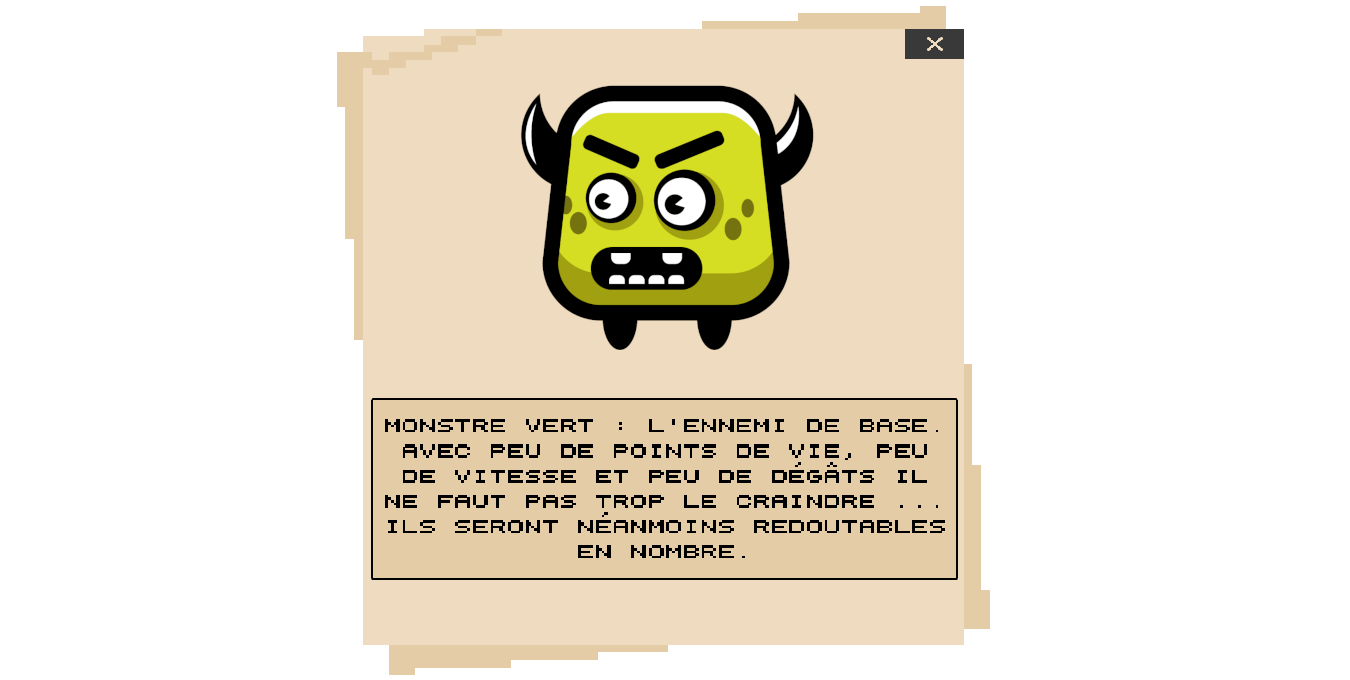 MONSTRE VERT : L'ENNEMI DE BASE.
AVEC PEU DE POINTS DE VIE, PEU
DE VITESSE ET PEU DE DÉGÂTS IL
NE FAUT PAS TROP LE CRAINDRE ...
ILS SERONT NÉANMOINS REDOUTABLES
EN NOMBRE.